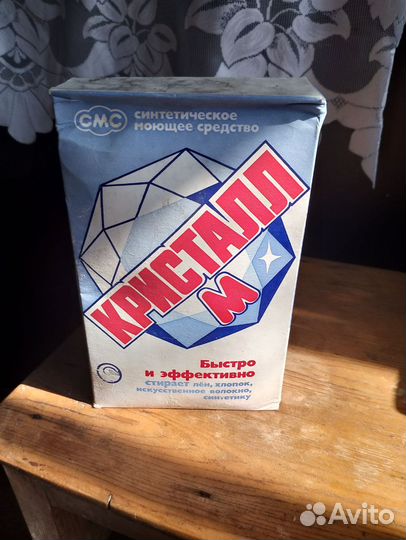 СМС
синтетическое
моющее средство
КРИСТАЛЛ
М
Быстро
и эффективно
стирает лён, хлопок,
искусственное волокно,
синтетику
Avito